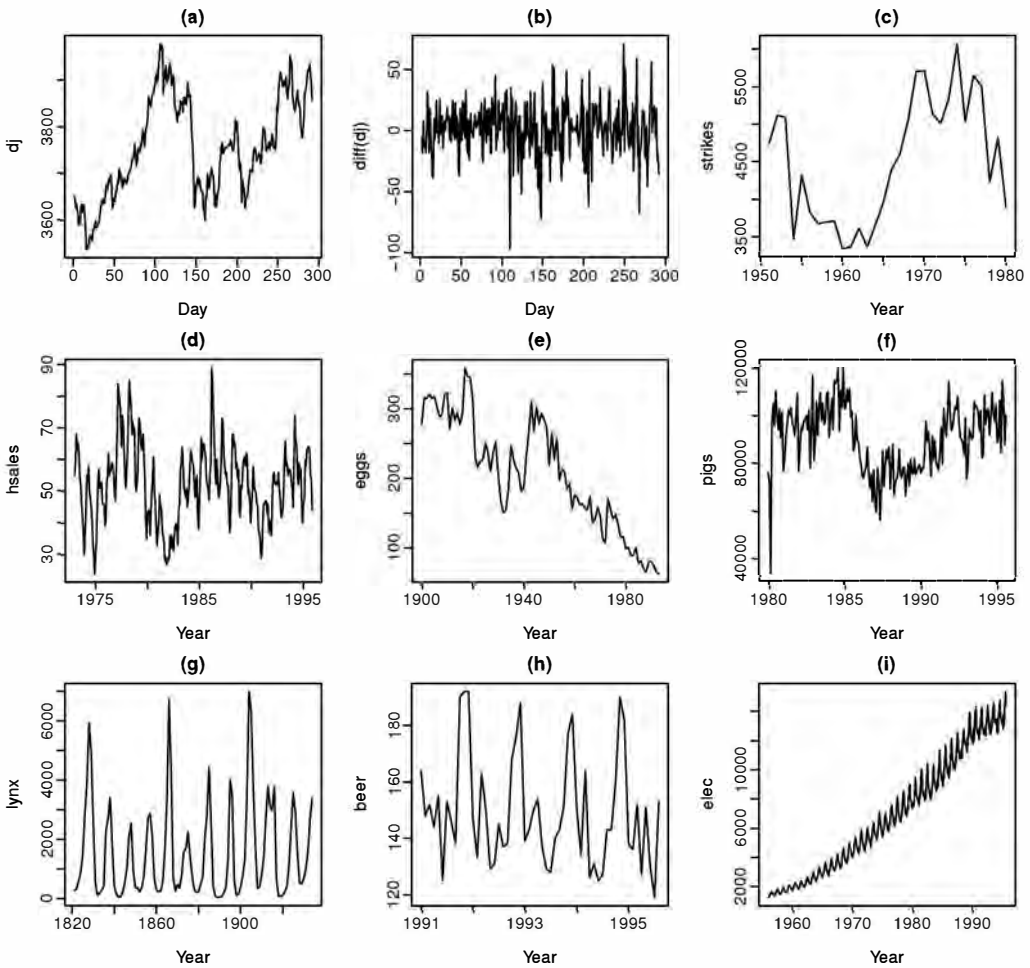 (a)
dj
3600
3800
0
50
100
150
200
250
300
Day
(b)
diff(dj)
-100
-50
0
50
0
50
100
150
200
250
300
Day
(c)
strikes
3500
4500
5500
1950
1960
1970
1980
Year
(d)
hsales
30
50
70
90
1975
1985
1995
Year
(e)
eggs
100
200
300
1900
1940
1980
Year
(f)
pigs
40000
80000
120000
1980
1985
1990
1995
Year
(g)
lynx
0
2000
4000
6000
1820
1860
1900
Year
(h)
beer
120
140
160
180
1991
1993
1995
Year
(i)
elec
2000
6000
10000
1960
1970
1980
1990
Year